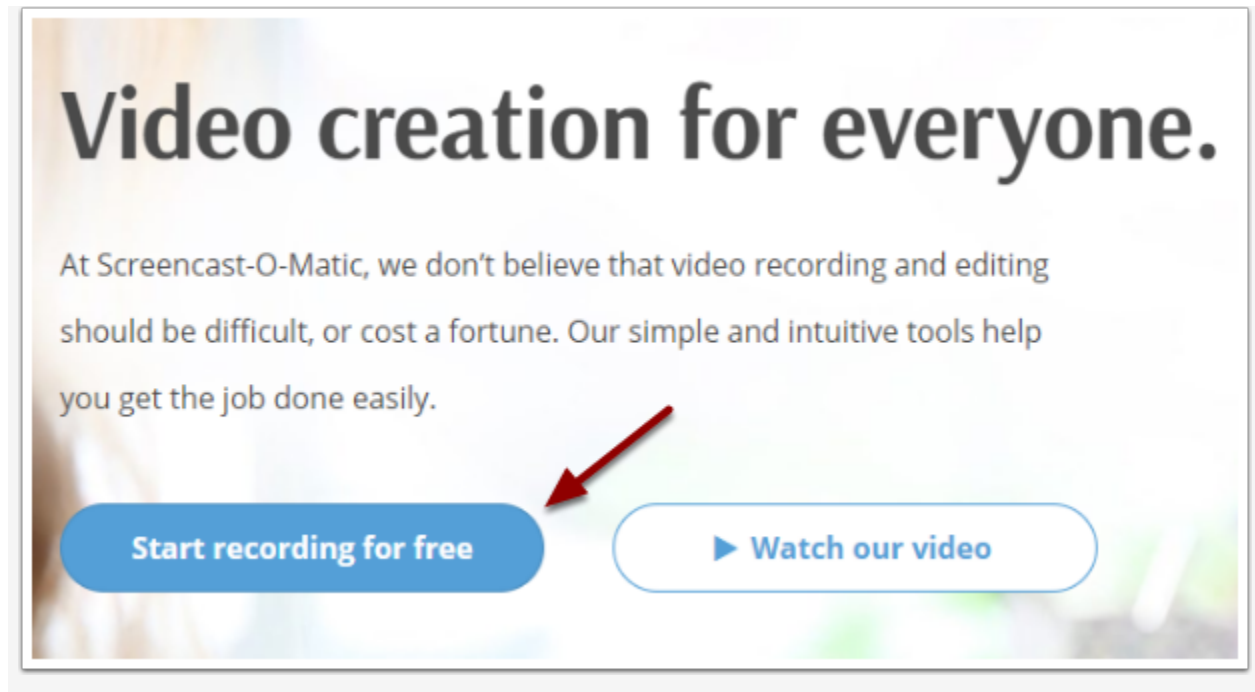 Video creation for everyone.
At Screencast-O-Matic, we don’t believe that video recording and editing
should be difficult, or cost a fortune. Our simple and intuitive tools help
you get the job done easily.
Start recording for free
Watch our video